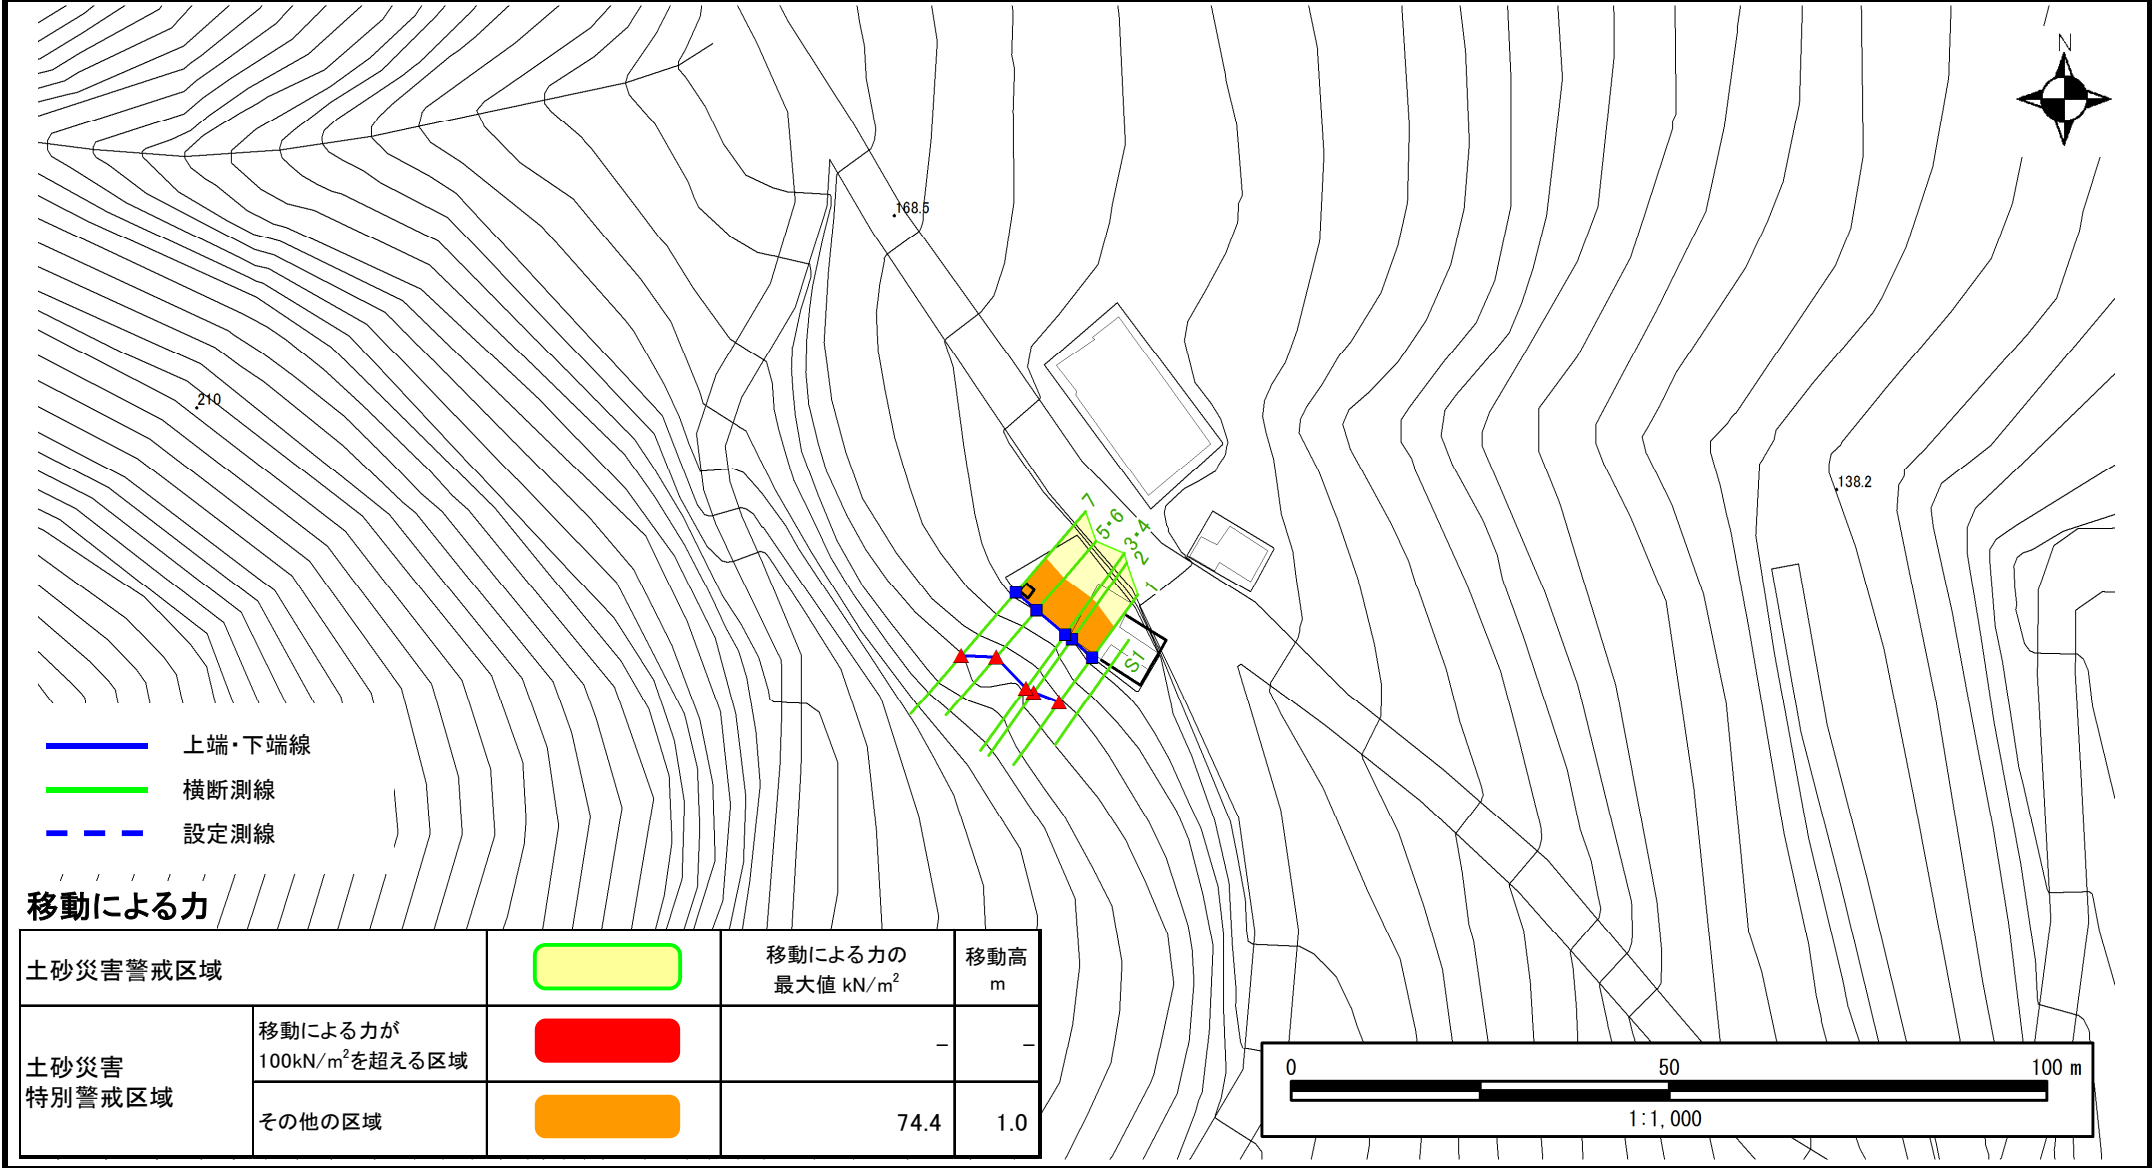 N
168.5
210
138.2
7
5・6
3・4
2
1
S1
上端・下端線
横断測線
設定測線
移動による力
土砂災害警戒区域
移動による力の
最大値 kN/m²
移動高
m
土砂災害
特別警戒区域
移動による力が
100kN/m²を超える区域
－
－
その他の区域
74.4
1.0
0
50
100 m
1:1,000